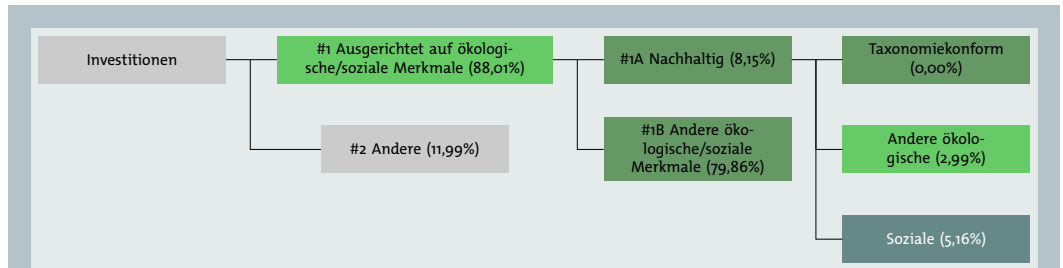 Investitionen
#1 Ausgerichtet auf ökologi-
sche/soziale Merkmale (88,01%)
#2 Andere (11,99%)
#1A Nachhaltig (8,15%)
#1B Andere öko-
logische/soziale
Merkmale (79,86%)
Taxonomiekonform
(0,00%)
Andere ökolo-
gische (2,99%)
Soziale (5,16%)